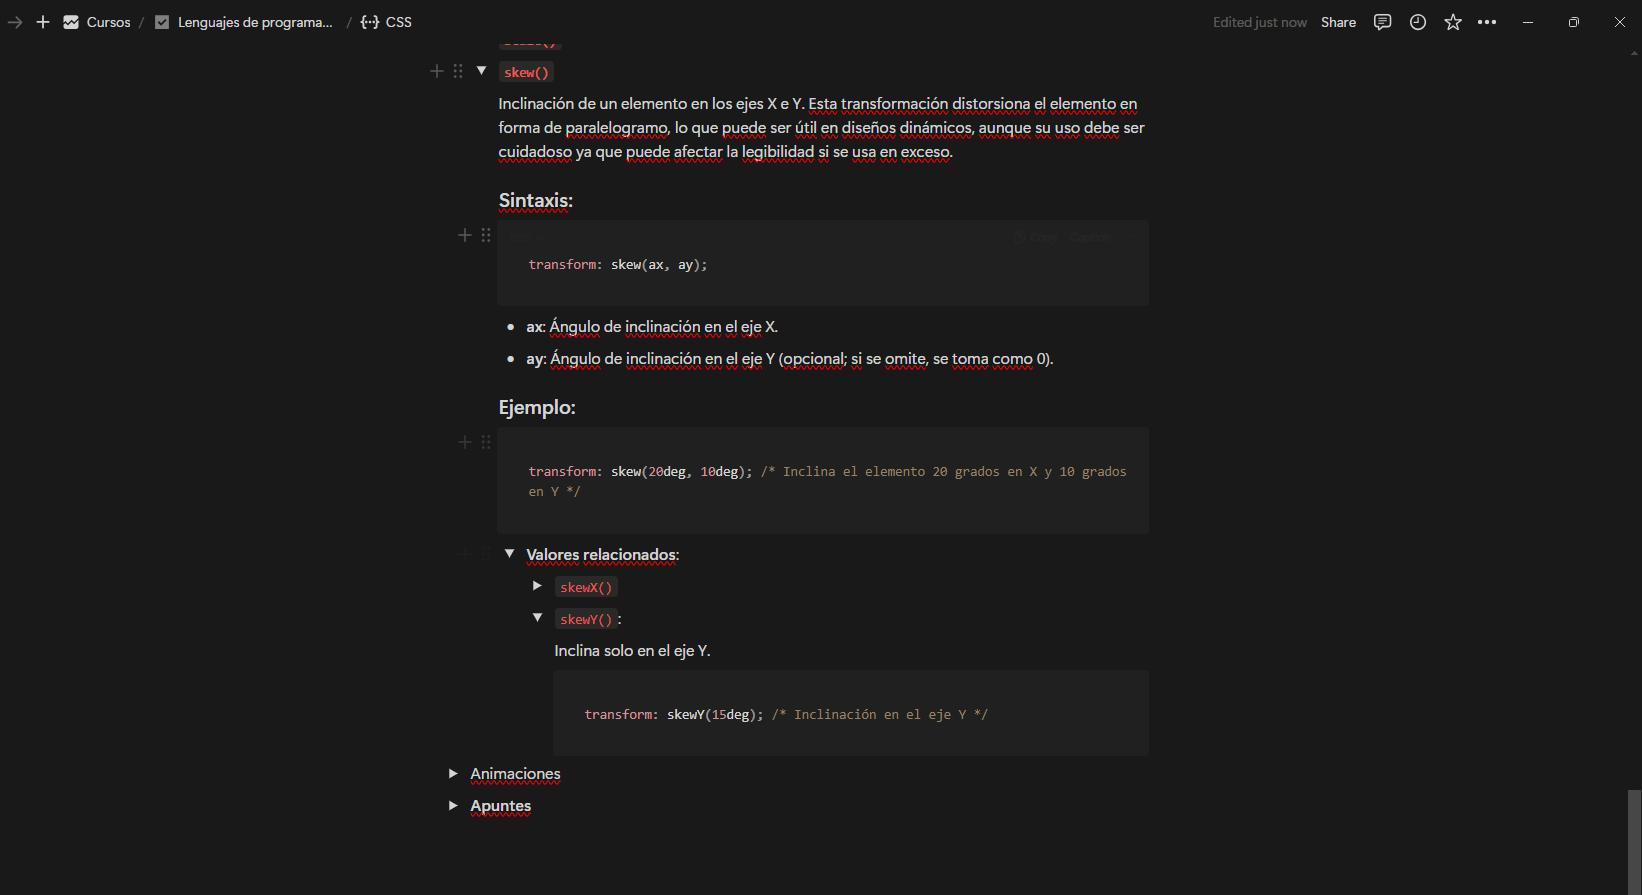 Cursos / Lenguajes de programa... / CSS
Edited just now Share
skew()
Inclinación de un elemento en los ejes X e Y. Esta transformación distorsiona el elemento en
forma de paralelogramo, lo que puede ser útil en diseños dinámicos, aunque su uso debe ser
cuidadoso ya que puede afectar la legibilidad si se usa en exceso.
Sintaxis:
Copy Caption
transform: skew(ax, ay);
• ax: Ángulo de inclinación en el eje X.
• ay: Ángulo de inclinación en el eje Y (opcional; si se omite, se toma como 0).
Ejemplo:
transform: skew(20deg, 10deg); /* Inclina el elemento 20 grados en X y 10 grados
en Y */
Valores relacionados:
skewX()
skewY():
Inclina solo en el eje Y.
transform: skewY(15deg); /* Inclinación en el eje Y */
Animaciones
Apuntes